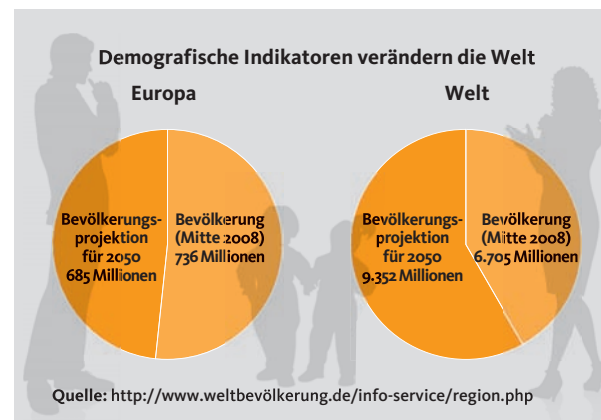 Demografische Indikatoren verändern die Welt
Europa
Welt
Bevölkerungs-
projektion
für 2050
685 Millionen
Bevölkerung
(Mitte 2008)
736 Millionen
Bevölkerungs-
projektion
für 2050
9.352 Millionen
Bevölkerung
(Mitte 2008)
6.705 Millionen
Quelle: http://www.weltbevölkerung.de/info-service/region.php